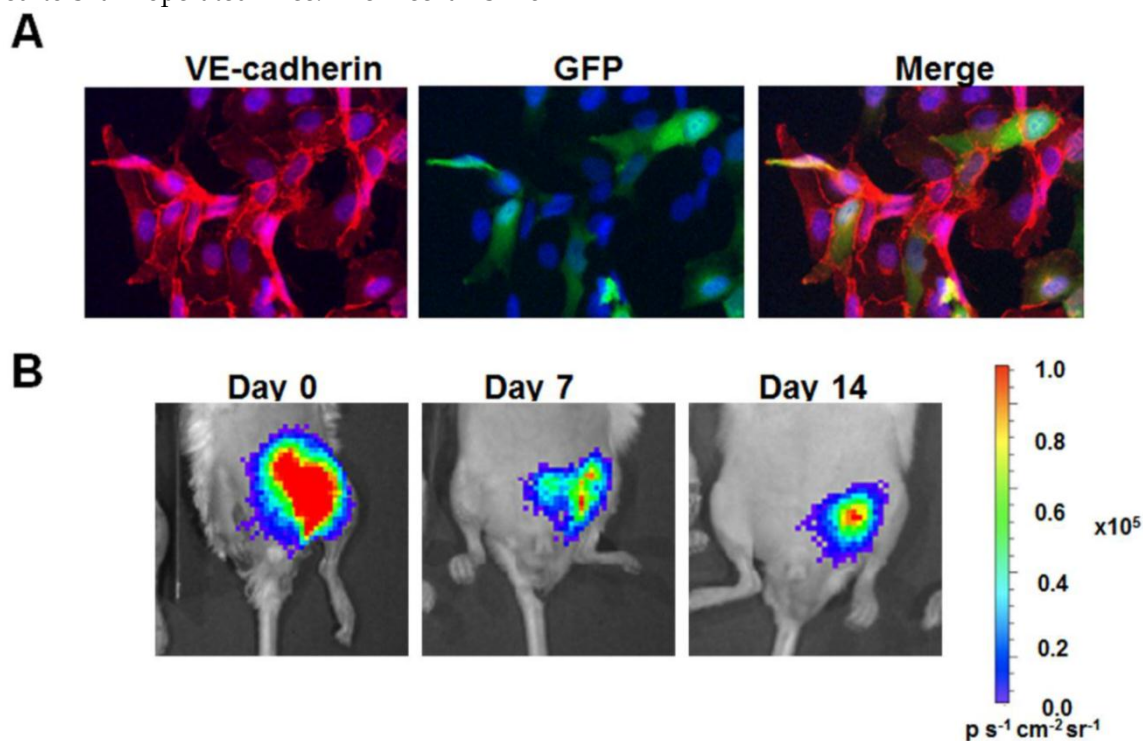 A
VE-cadherin GFP Merge
B
Day 0 Day 7 Day 14
1.0
0.8
0.6
x10⁵
0.4
0.2
0.0
p s⁻¹ cm⁻² sr⁻¹